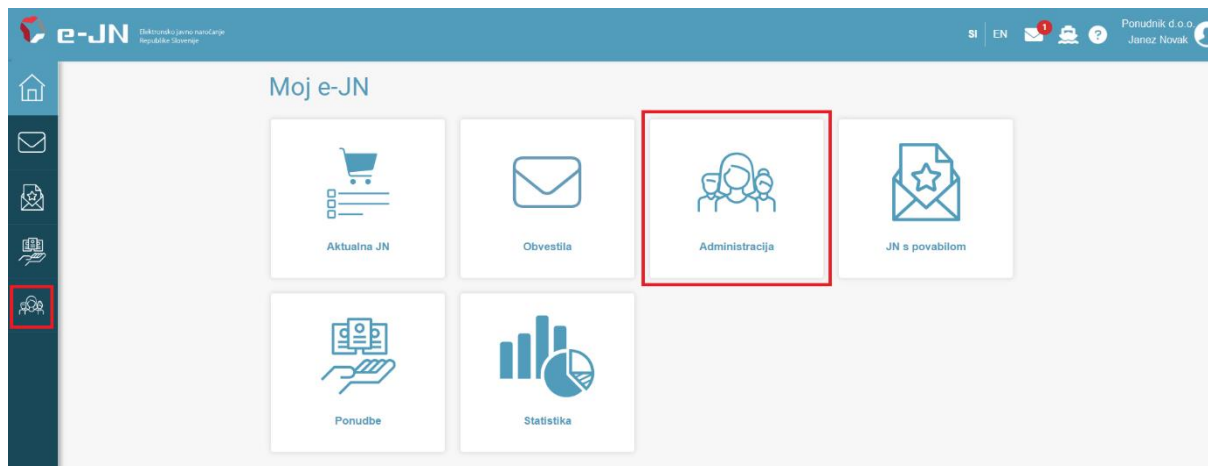 e-JN
Elektronsko javno naročanje
Republike Slovenije
SI EN
1
?
Ponudnik d.o.o.
Janez Novak
Moj e-JN
Aktualna JN
Obvestila
Administracija
JN s povabilom
Ponudbe
Statistika